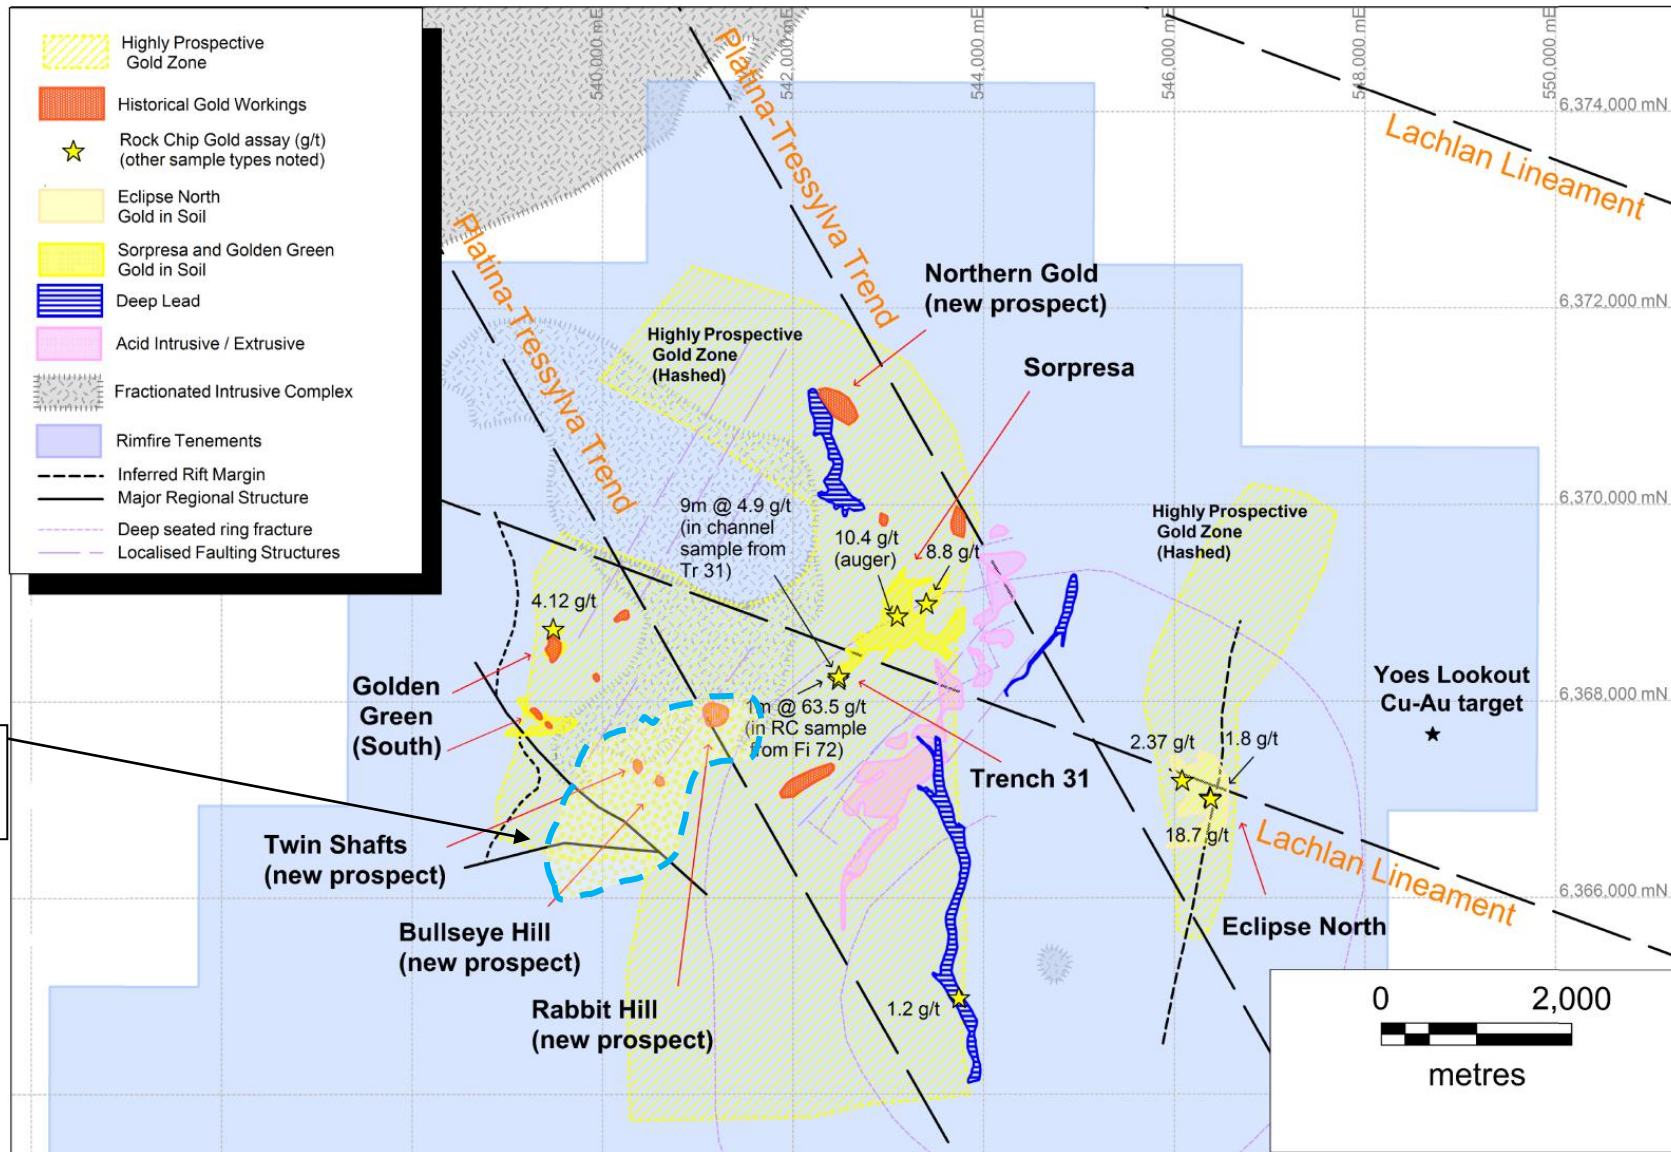 Highly Prospective
Gold Zone
Historical Gold Workings
Rock Chip Gold assay (g/t)
(other sample types noted)
Eclipse North
Gold in Soil
Sorpresa and Golden Green
Gold in Soil
Deep Lead
Acid Intrusive / Extrusive
Fractionated Intrusive Complex
Rimfire Tenements
Inferred Rift Margin
Major Regional Structure
Deep seated ring fracture
Localised Faulting Structures
540,000 mE
542,000 mE
544,000 mE
546,000 mE
548,000 mE
550,000 mE
6,374,000 mN
6,372,000 mN
6,370,000 mN
6,368,000 mN
6,366,000 mN
Platina-Tressylva Trend
Platina-Tressylva Trend
Lachlan Lineament
Northern Gold
(new prospect)
Highly Prospective
Gold Zone
(Hashed)
Sorpresa
9m @ 4.9 g/t
(in channel
sample from
Tr 31)
10.4 g/t
(auger)
8.8 g/t
Highly Prospective
Gold Zone
(Hashed)
4.12 g/t
Golden
Green
(South)
1m @ 63.5 g/t
(in RC sample
from Fi 72)
Trench 31
Yoes Lookout
Cu-Au target
2.37 g/t
1.8 g/t
18.7 g/t
Lachlan Lineament
Twin Shafts
(new prospect)
Bullseye Hill
(new prospect)
Rabbit Hill
(new prospect)
Eclipse North
1.2 g/t
0 2,000
metres